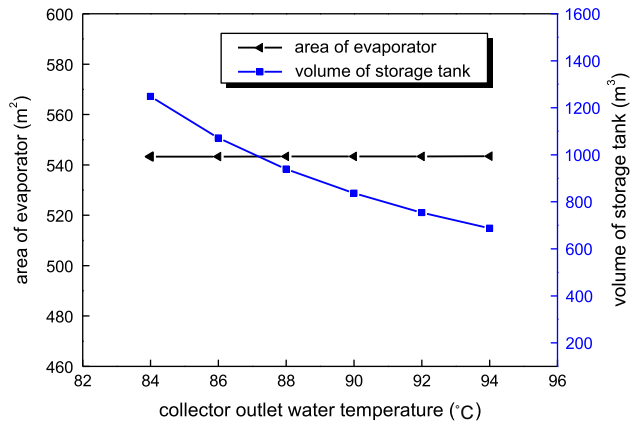 area of evaporator
volume of storage tank
area of evaporator (m²)
600
580
560
540
520
500
480
460
1600
1400
1200
1000
800
600
400
200
volume of storage tank (m³)
82 84 86 88 90 92 94 96
collector outlet water temperature (°C)